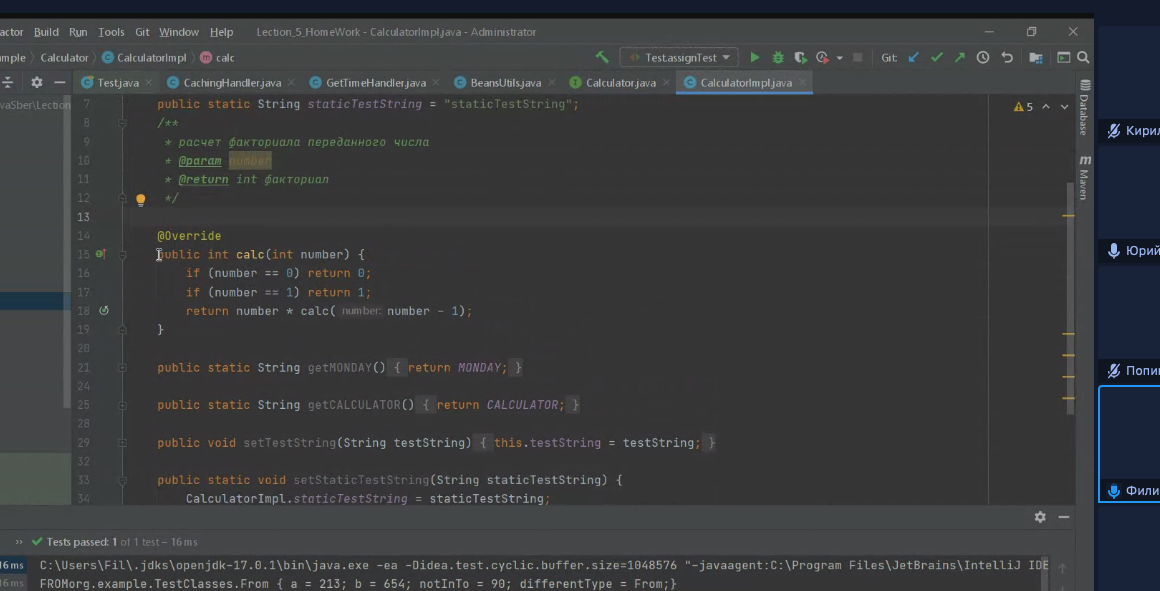 actor Build Run Tools Git Window Help Lection_5_HomeWork - CalculatorImpl.java - Administrator
mple Calculator CalculatorImpl m calc Test.assignTest Git:
Test.java CachingHandler.java GetTimeHandler.java BeansUtils.java Calculator.java CalculatorImpl.java
vaSber\Lection
7 public static String staticTestString = "staticTestString";
5
8 /**
9 * расчет факториала переданного числа
10 * @param number
11 * @return int факториал
12 */
13
14 @Override
15 public int calc(int number) {
16 if (number == 0) return 0;
17 if (number == 1) return 1;
18 return number * calc( number: number - 1);
19 }
20
21 public static String getMONDAY() { return MONDAY; }
24
25 public static String getCALCULATOR() { return CALCULATOR; }
28
29 public void setTestString(String testString) { this.testString = testString; }
32
33 public static void setStaticTestString(String staticTestString) {
34 CalculatorImpl.staticTestString = staticTestString;
Database
m Maven
Кирил
Юрий
Попи
Фили
» Tests passed: 1 of 1 test – 16 ms
16 ms C:\Users\Fil\.jdks\openjdk-17.0.1\bin\java.exe -ea -Didea.test.cyclic.buffer.size=1048576 "-javaagent:C:\Program Files\JetBrains\IntelliJ IDE
16 ms FROMorg.example.TestClasses.From { a = 213; b = 654; notInTo = 90; differentType = From;}